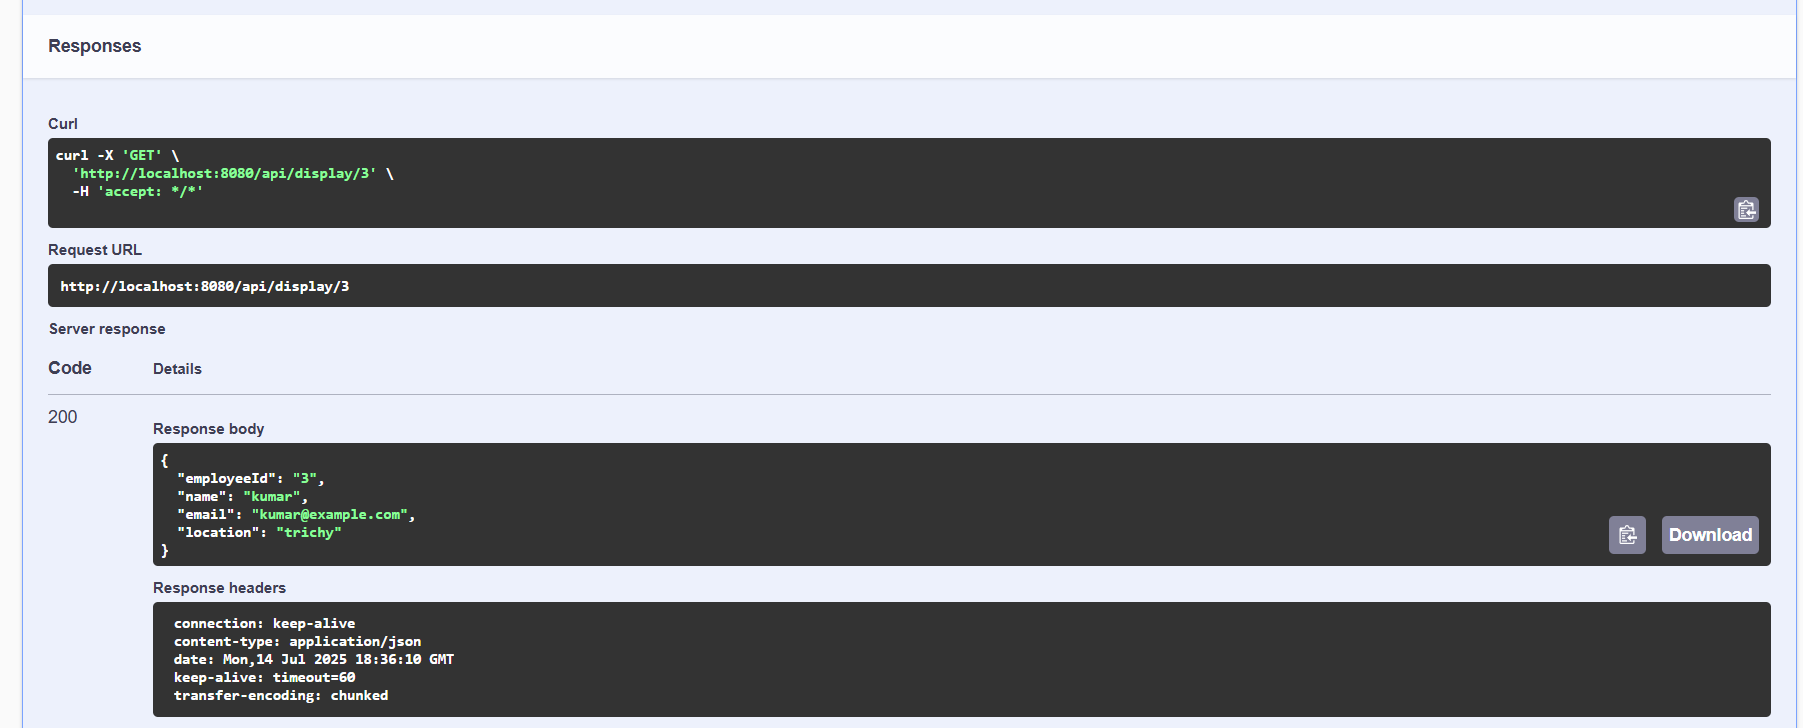 Responses
Curl
curl -X 'GET' \
  'http://localhost:8080/api/display/3' \
  -H 'accept: */*'
Request URL
http://localhost:8080/api/display/3
Server response
Code Details
200
Response body
{
  "employeeId": "3",
  "name": "kumar",
  "email": "kumar@example.com",
  "location": "trichy"
}
Download
Response headers
connection: keep-alive
content-type: application/json
date: Mon,14 Jul 2025 18:36:10 GMT
keep-alive: timeout=60
transfer-encoding: chunked